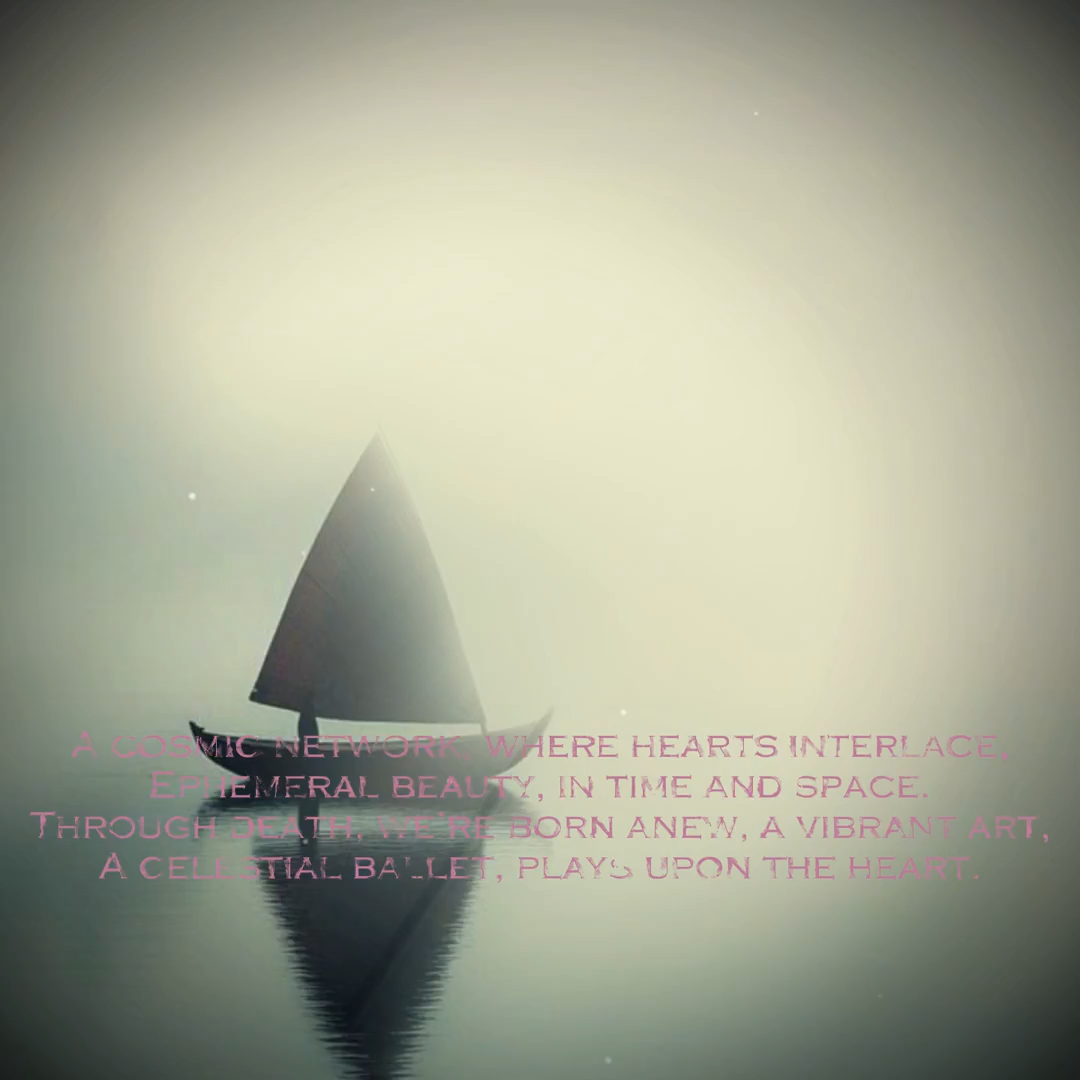 A cosmic network, where hearts interlace,
Ephemeral beauty, in time and space.
Through death, we're born anew, a vibrant art,
A celestial ballet, plays upon the heart.